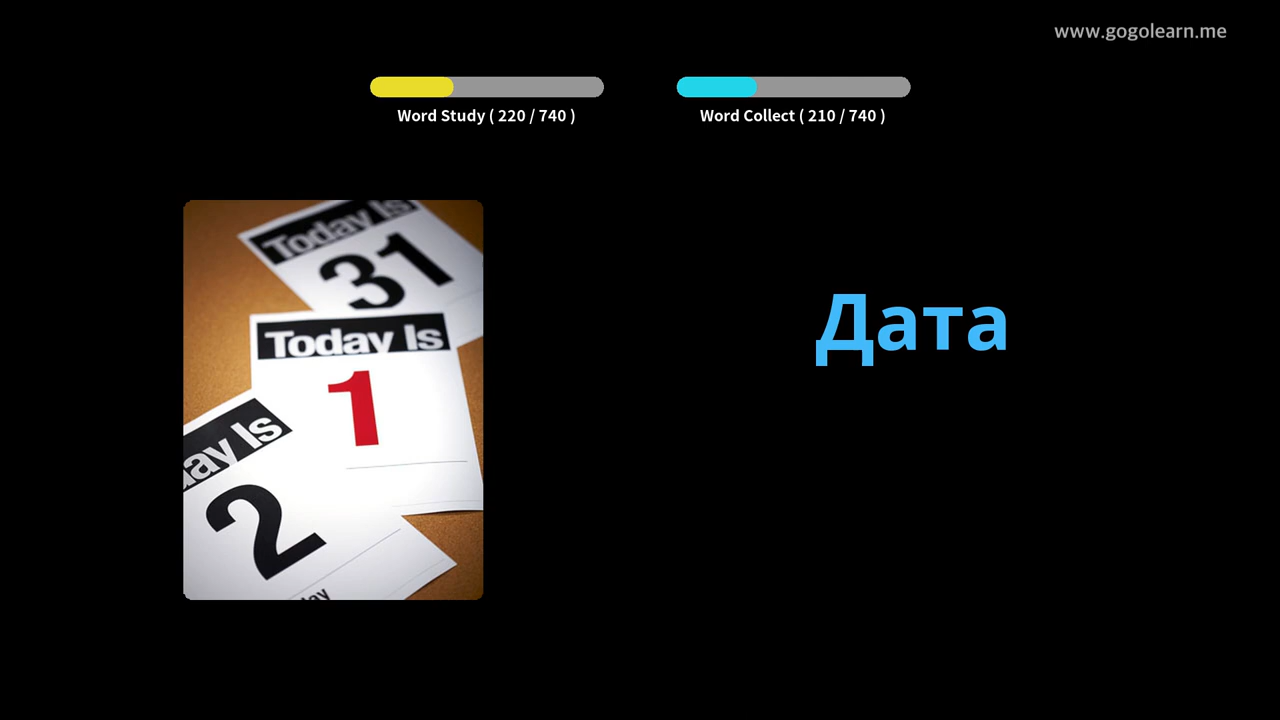 www.gogolearn.me
Word Study ( 220 / 740 )
Word Collect ( 210 / 740 )
Today Is
31
Today Is
1
ay Is
2
Дата